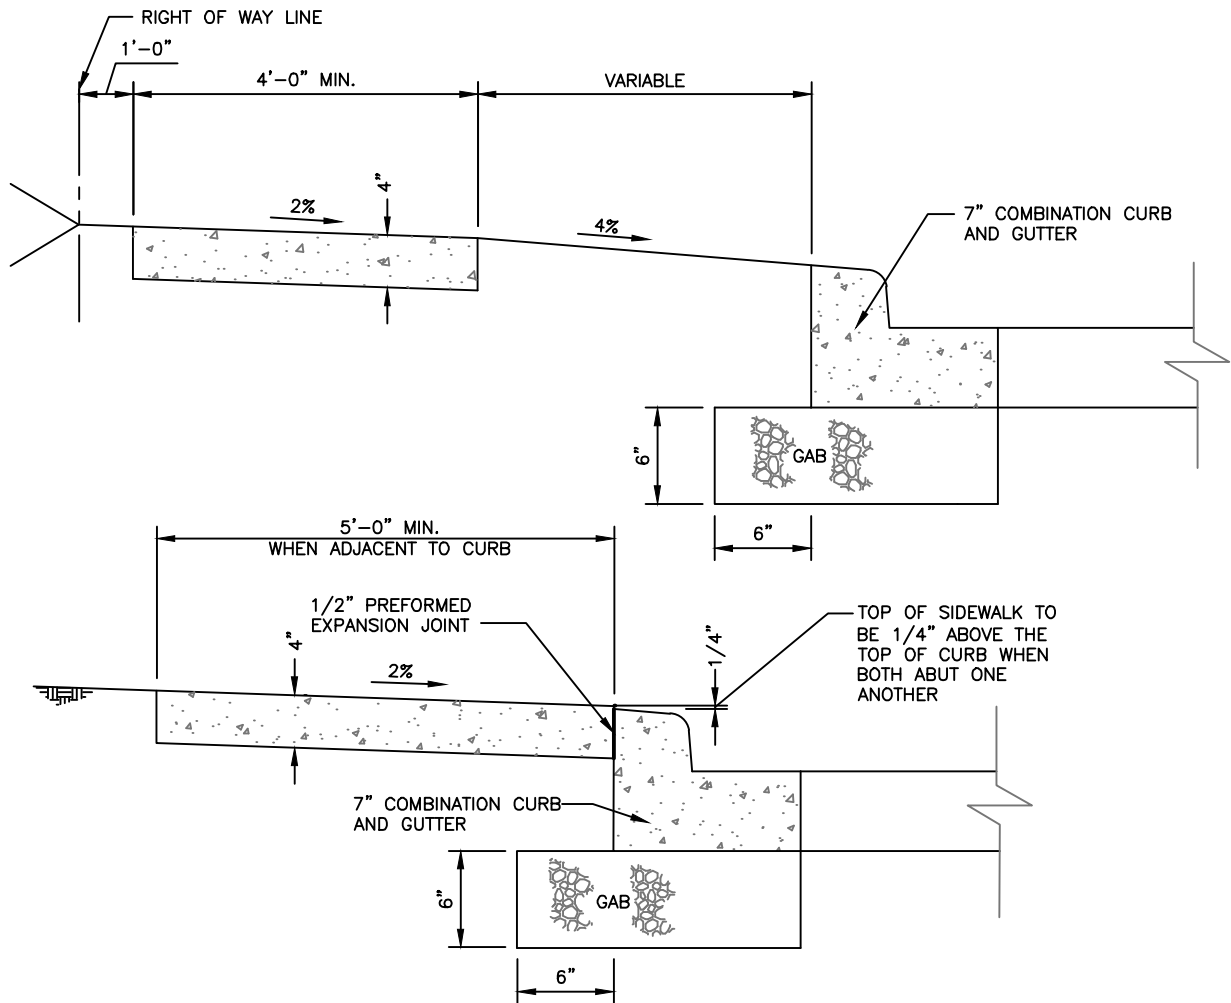 RIGHT OF WAY LINE
1'-0"
4'-0" MIN.
VARIABLE
2%
4"
4%
7" COMBINATION CURB
AND GUTTER
6"
GAB
6"
5'-0" MIN.
WHEN ADJACENT TO CURB
1/2" PREFORMED
EXPANSION JOINT
4"
2%
1/4"
TOP OF SIDEWALK TO
BE 1/4" ABOVE THE
TOP OF CURB WHEN
BOTH ABUT ONE
ANOTHER
7" COMBINATION CURB
AND GUTTER
6"
GAB
6"